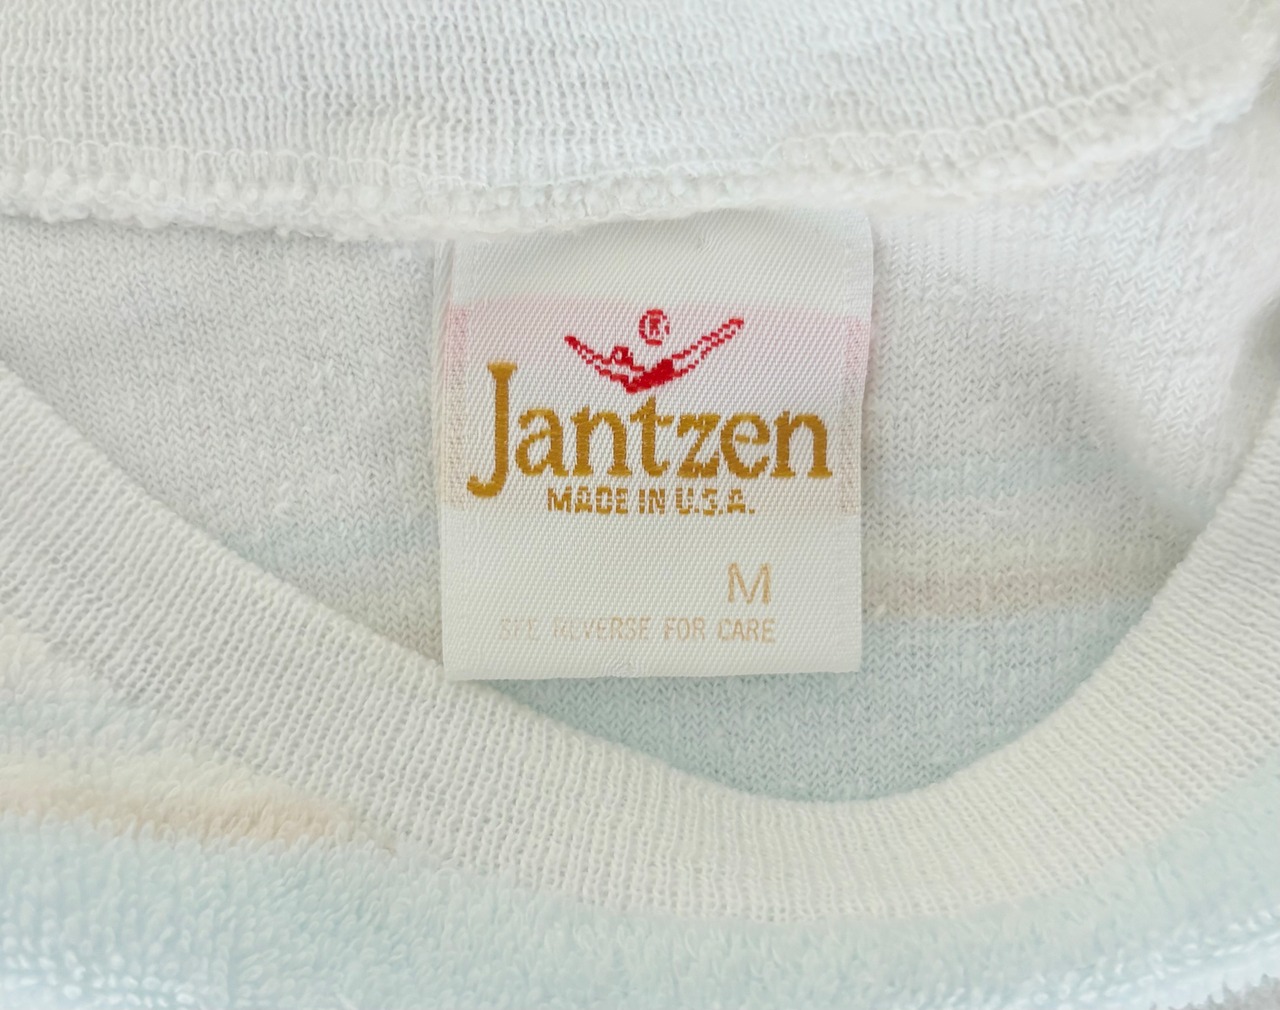 ®
Jantzen
MADE IN U.S.A.
M
SEE REVERSE FOR CARE